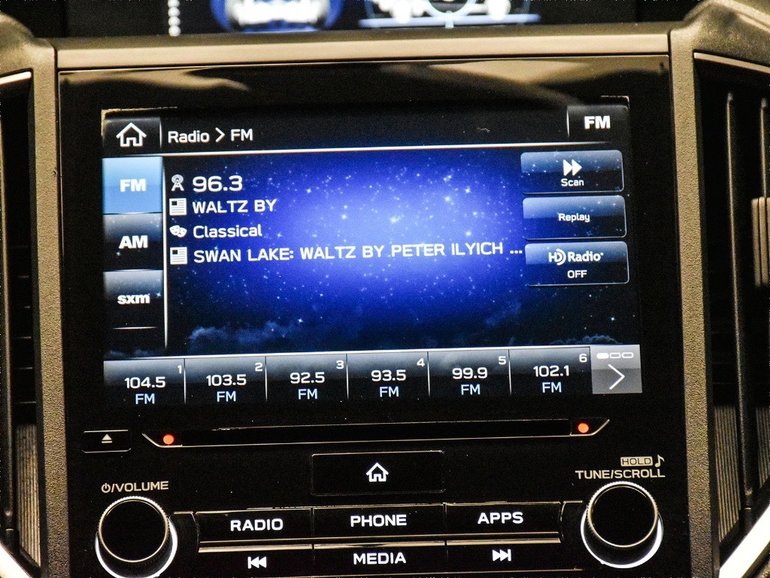 Radio > FM
FM
FM
96.3
Scan
WALTZ BY
Replay
AM
Classical
SWAN LAKE: WALTZ BY PETER ILYICH ...
HD Radio
OFF
sxm
1
104.5
FM
2
103.5
FM
3
92.5
FM
4
93.5
FM
5
99.9
FM
6
102.1
FM
HOLD
VOLUME
TUNE/SCROLL
RADIO
PHONE
APPS
MEDIA